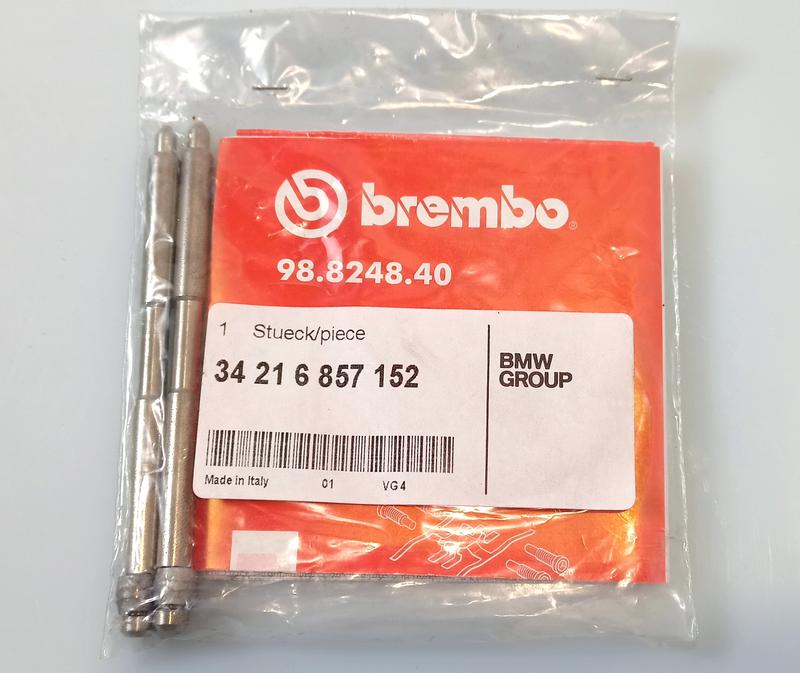 brembo®
98.8248.40
1 Stueck/piece
34 21 6 857 152
BMW
GROUP
Made in Italy 01 VG4